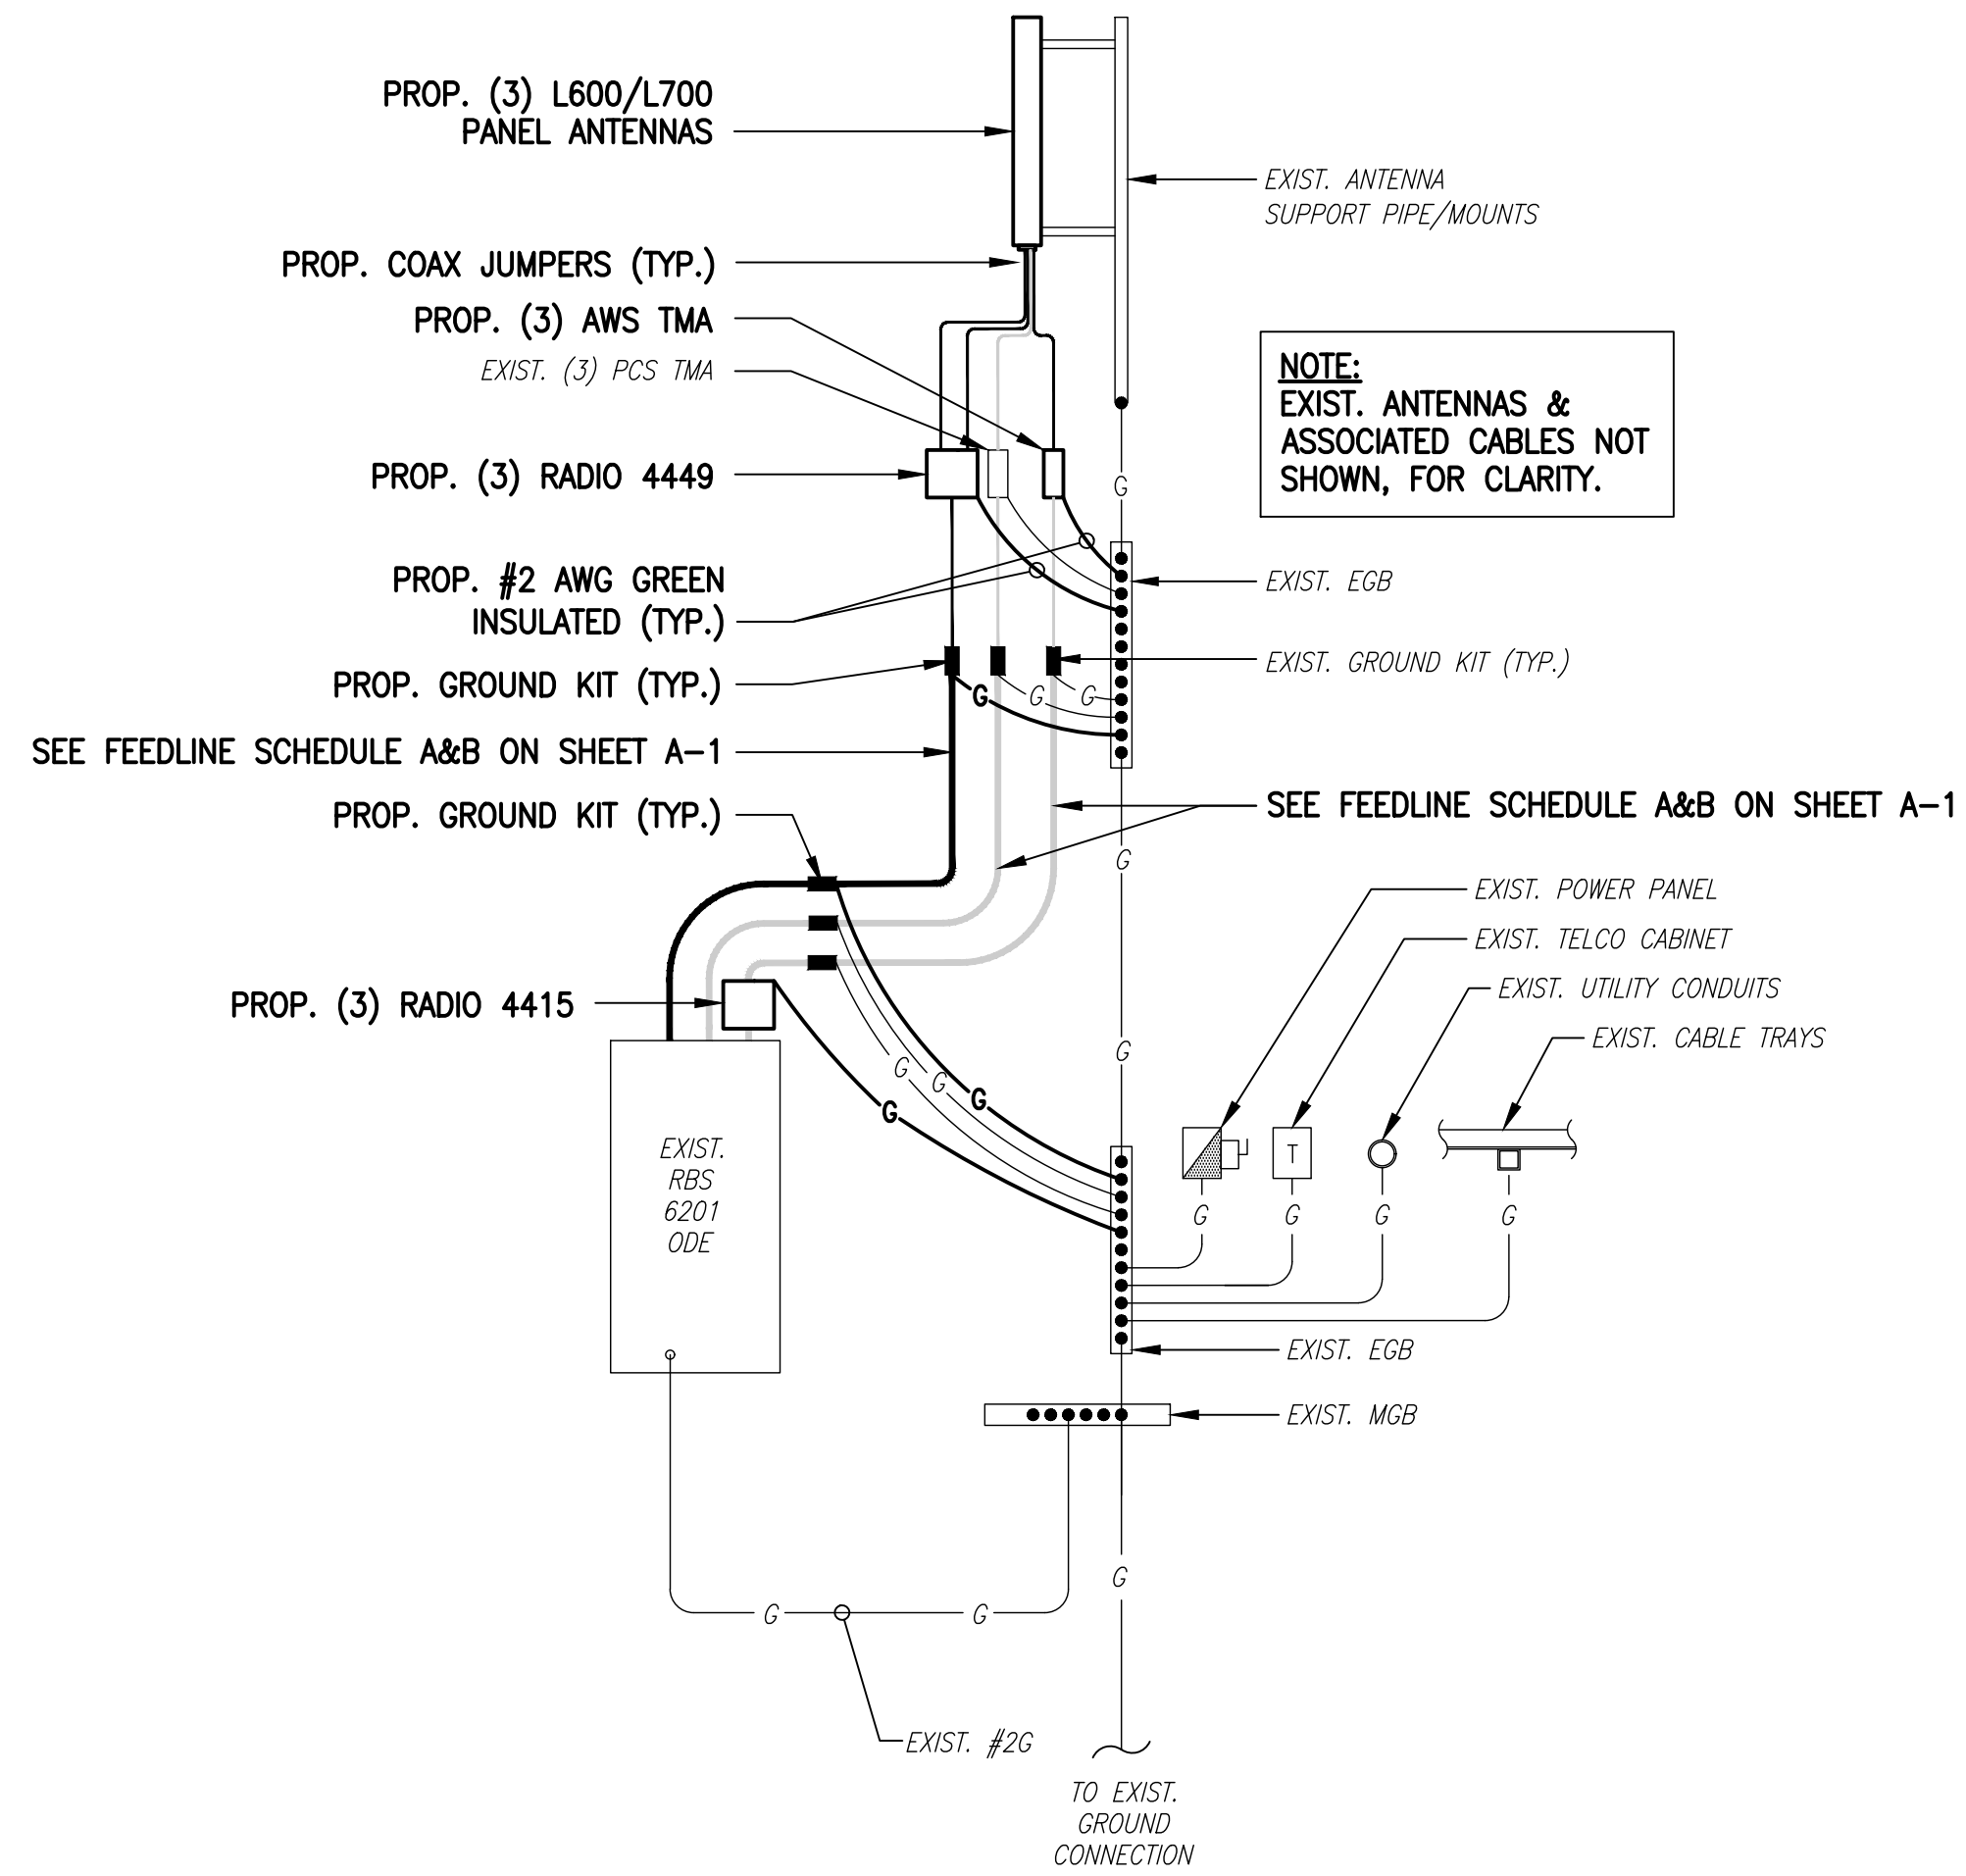 PROP. (3) L600/L700
PANEL ANTENNAS
EXIST. ANTENNA
SUPPORT PIPE/MOUNTS
PROP. COAX JUMPERS (TYP.)
PROP. (3) AWS TMA
EXIST. (3) PCS TMA
NOTE:
EXIST. ANTENNAS &
ASSOCIATED CABLES NOT
SHOWN, FOR CLARITY.
PROP. (3) RADIO 4449
G
PROP. #2 AWG GREEN
INSULATED (TYP.)
EXIST. EGB
EXIST. GROUND KIT (TYP.)
PROP. GROUND KIT (TYP.)
G G G
SEE FEEDLINE SCHEDULE A&B ON SHEET A-1
SEE FEEDLINE SCHEDULE A&B ON SHEET A-1
PROP. GROUND KIT (TYP.)
G
EXIST. POWER PANEL
EXIST. TELCO CABINET
EXIST. UTILITY CONDUITS
PROP. (3) RADIO 4415
EXIST. CABLE TRAYS
G
G G G
G
T
EXIST.
RBS
6201
ODE
G G G G
EXIST. EGB
EXIST. MGB
G
G G
EXIST. #2G
TO EXIST.
GROUND
CONNECTION